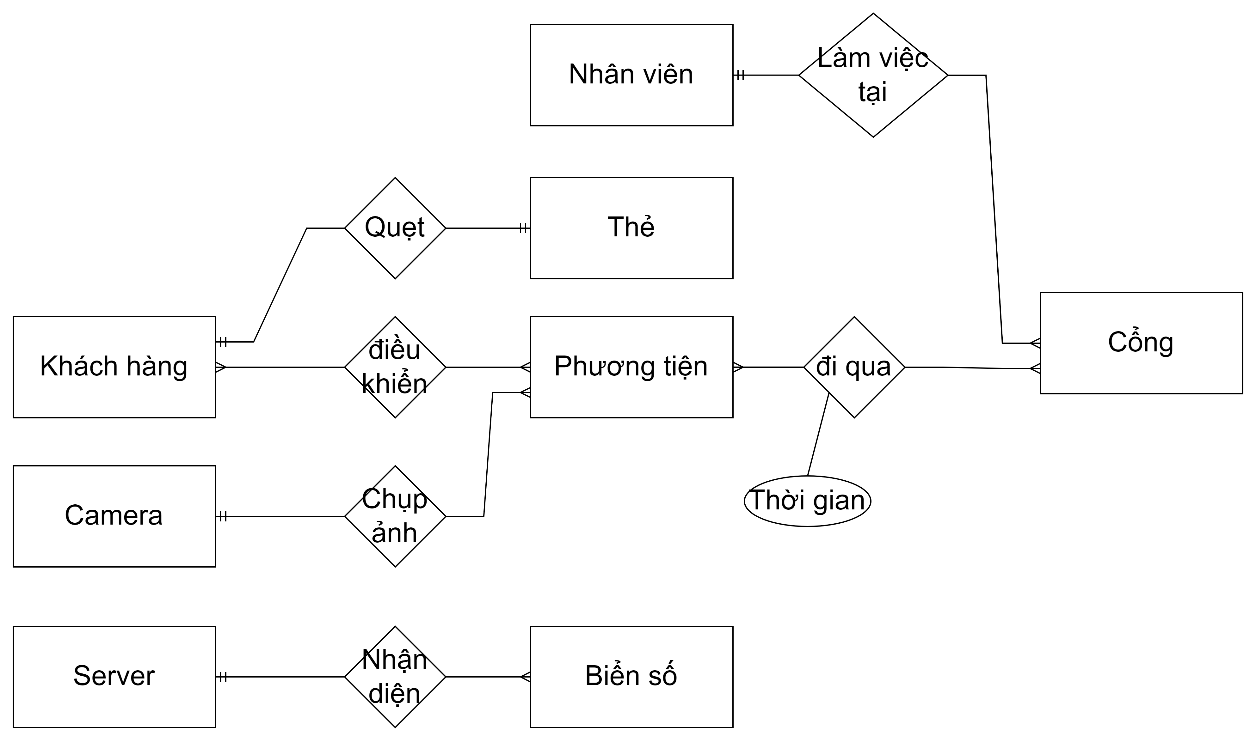 Nhân viên
Làm việc
tại
Quẹt
Thẻ
Khách hàng
điều
khiển
Phương tiện
đi qua
Cổng
Camera
Chụp
ảnh
Thời gian
Server
Nhận
diện
Biển số